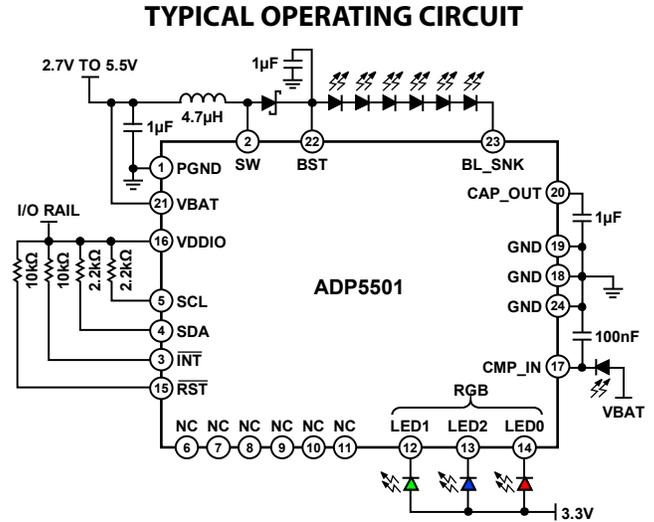 TYPICAL OPERATING CIRCUIT
2.7V TO 5.5V
1µF
4.7µH
1µF
2
22
23
SW
BST
BL_SNK
1
PGND
CAP_OUT
20
21
VBAT
1µF
I/O RAIL
16
VDDIO
GND
19
10kΩ
10kΩ
2.2kΩ
2.2kΩ
GND
18
ADP5501
5
SCL
GND
24
4
SDA
100nF
3
INT
CMP_IN
17
15
RST
RGB
VBAT
NC
NC
NC
NC
NC
NC
LED1
LED2
LED0
6
7
8
9
10
11
12
13
14
3.3V